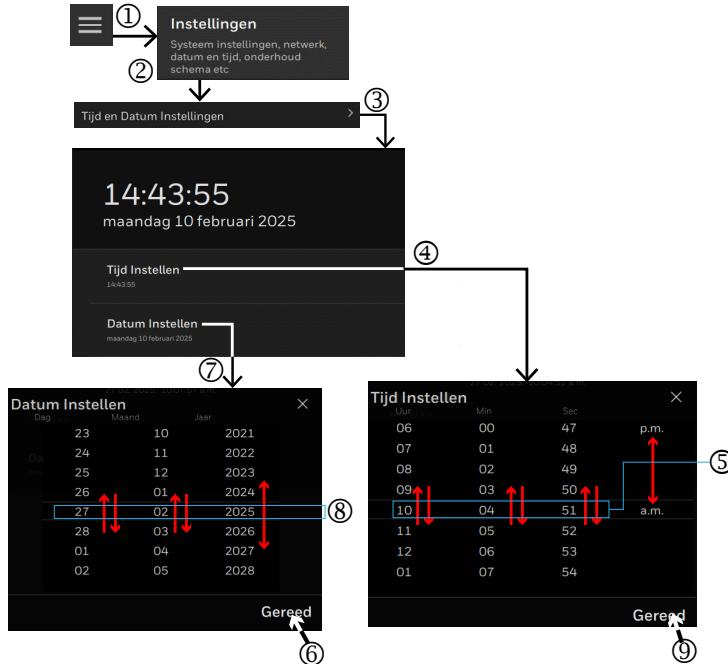 ①
Instellingen
Systeem instellingen, netwerk,
datum en tijd, onderhoud
schema etc
②
Tijd en Datum Instellingen >
③
14:43:55
maandag 10 februari 2025
Tijd Instellen
14:43:55
④
Datum Instellen
maandag 10 februari 2025
⑦
Datum Instellen ×
Dag Maand Jaar
23 10 2021
24 11 2022
25 12 2023
26 01 2024
27 02 2025
28 03 2026
01 04 2027
02 05 2028
⑧
Gereed
⑥
Tijd Instellen ×
Uur Min Sec
06 00 47 p.m.
07 01 48
08 02 49
09 03 50
10 04 51 a.m.
11 05 52
12 06 53
01 07 54
⑤
Gereed
⑨